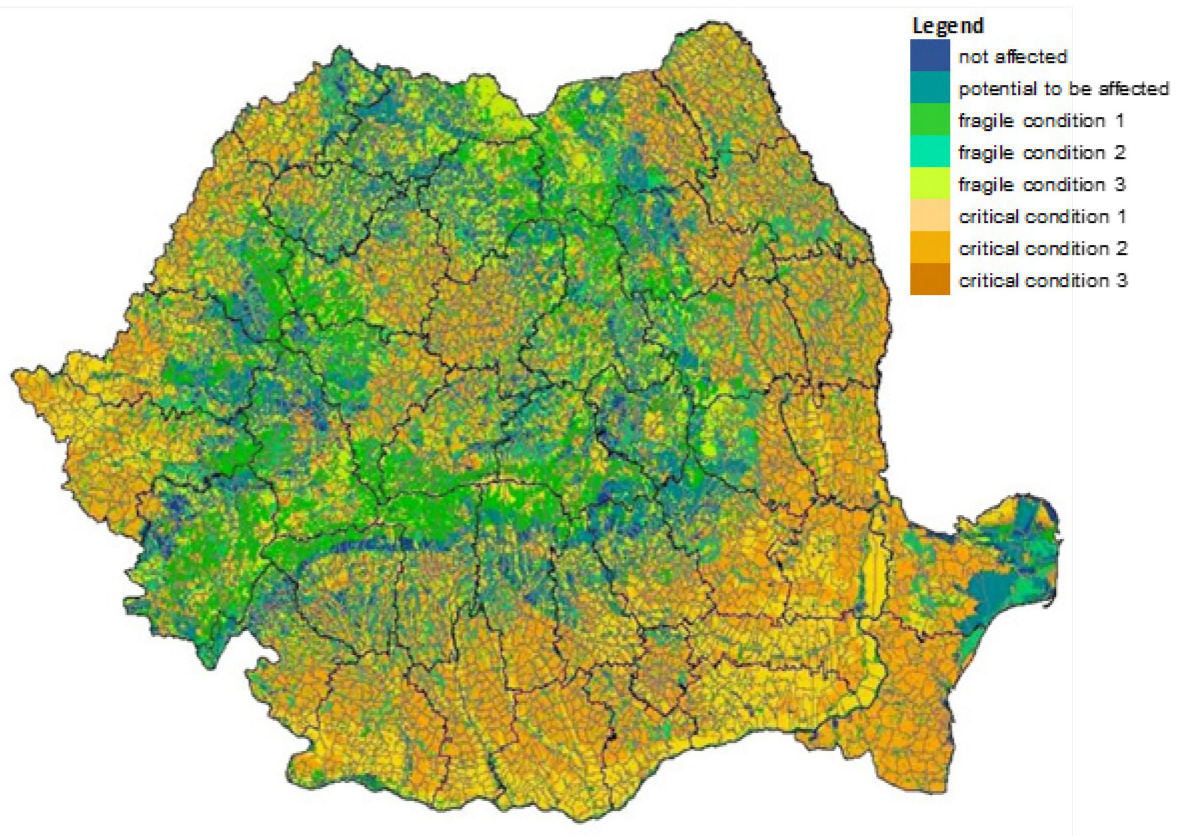 Legend
not affected
potential to be affected
fragile condition 1
fragile condition 2
fragile condition 3
critical condition 1
critical condition 2
critical condition 3